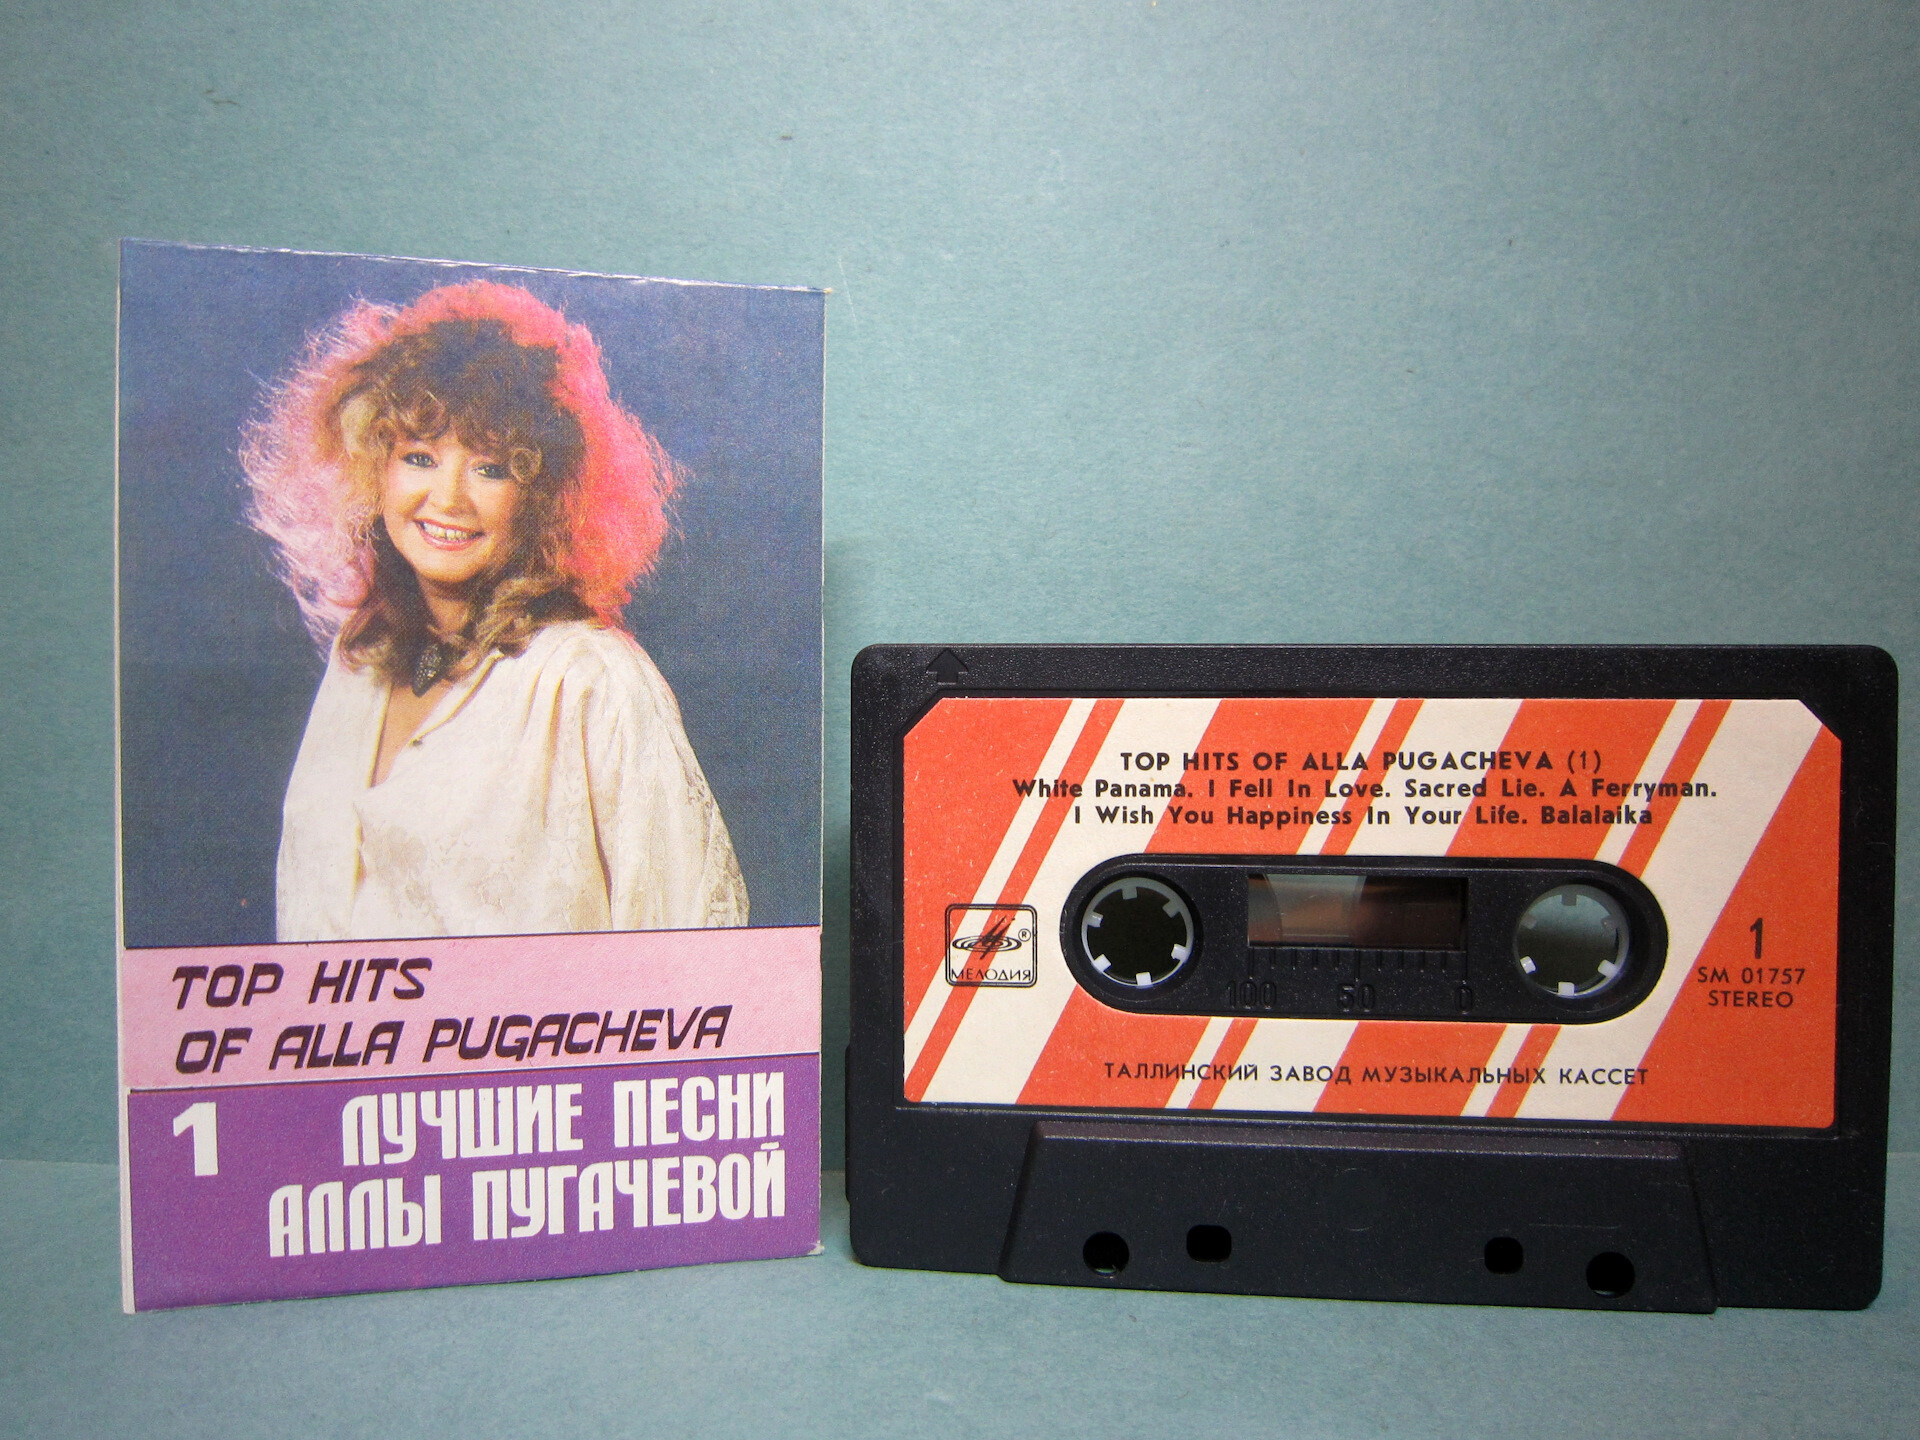 TOP HITS
OF ALLA PUGACHEVA
1 ЛУЧШИЕ ПЕСНИ
АЛЛЫ ПУГАЧЕВОЙ
TOP HITS OF ALLA PUGACHEVA (1)
White Panama. I Fell In Love. Sacred Lie. A Ferryman.
I Wish You Happiness In Your Life. Balalaika
®
МЕЛОДИЯ
100 50 0
1
SM 01757
STEREO
ТАЛЛИНСКИЙ ЗАВОД МУЗЫКАЛЬНЫХ КАССЕТ